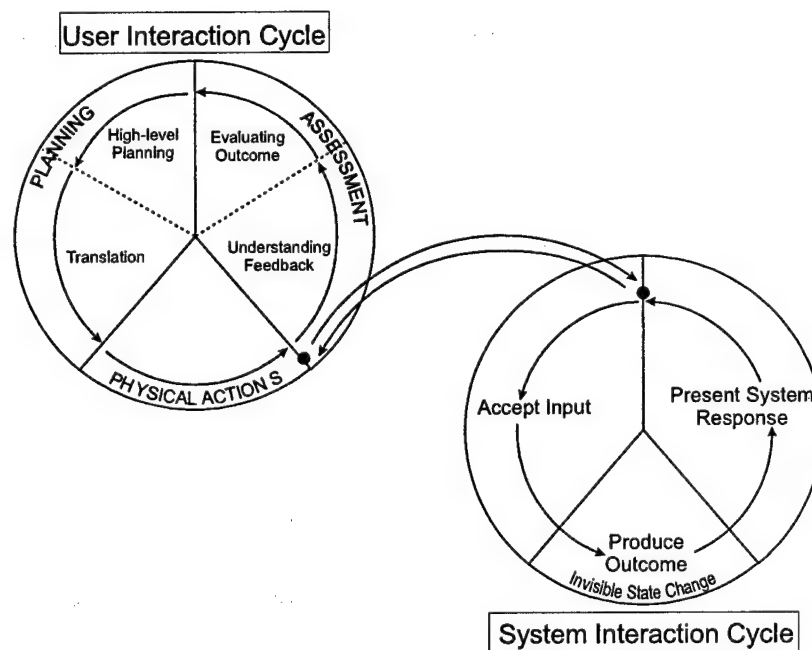 User Interaction Cycle
PLANNING
High-level
Planning
Evaluating
Outcome
ASSESSMENT
Translation
Understanding
Feedback
PHYSICAL ACTION S
Accept Input
Present System
Response
Produce
Outcome
Invisible State Change
System Interaction Cycle